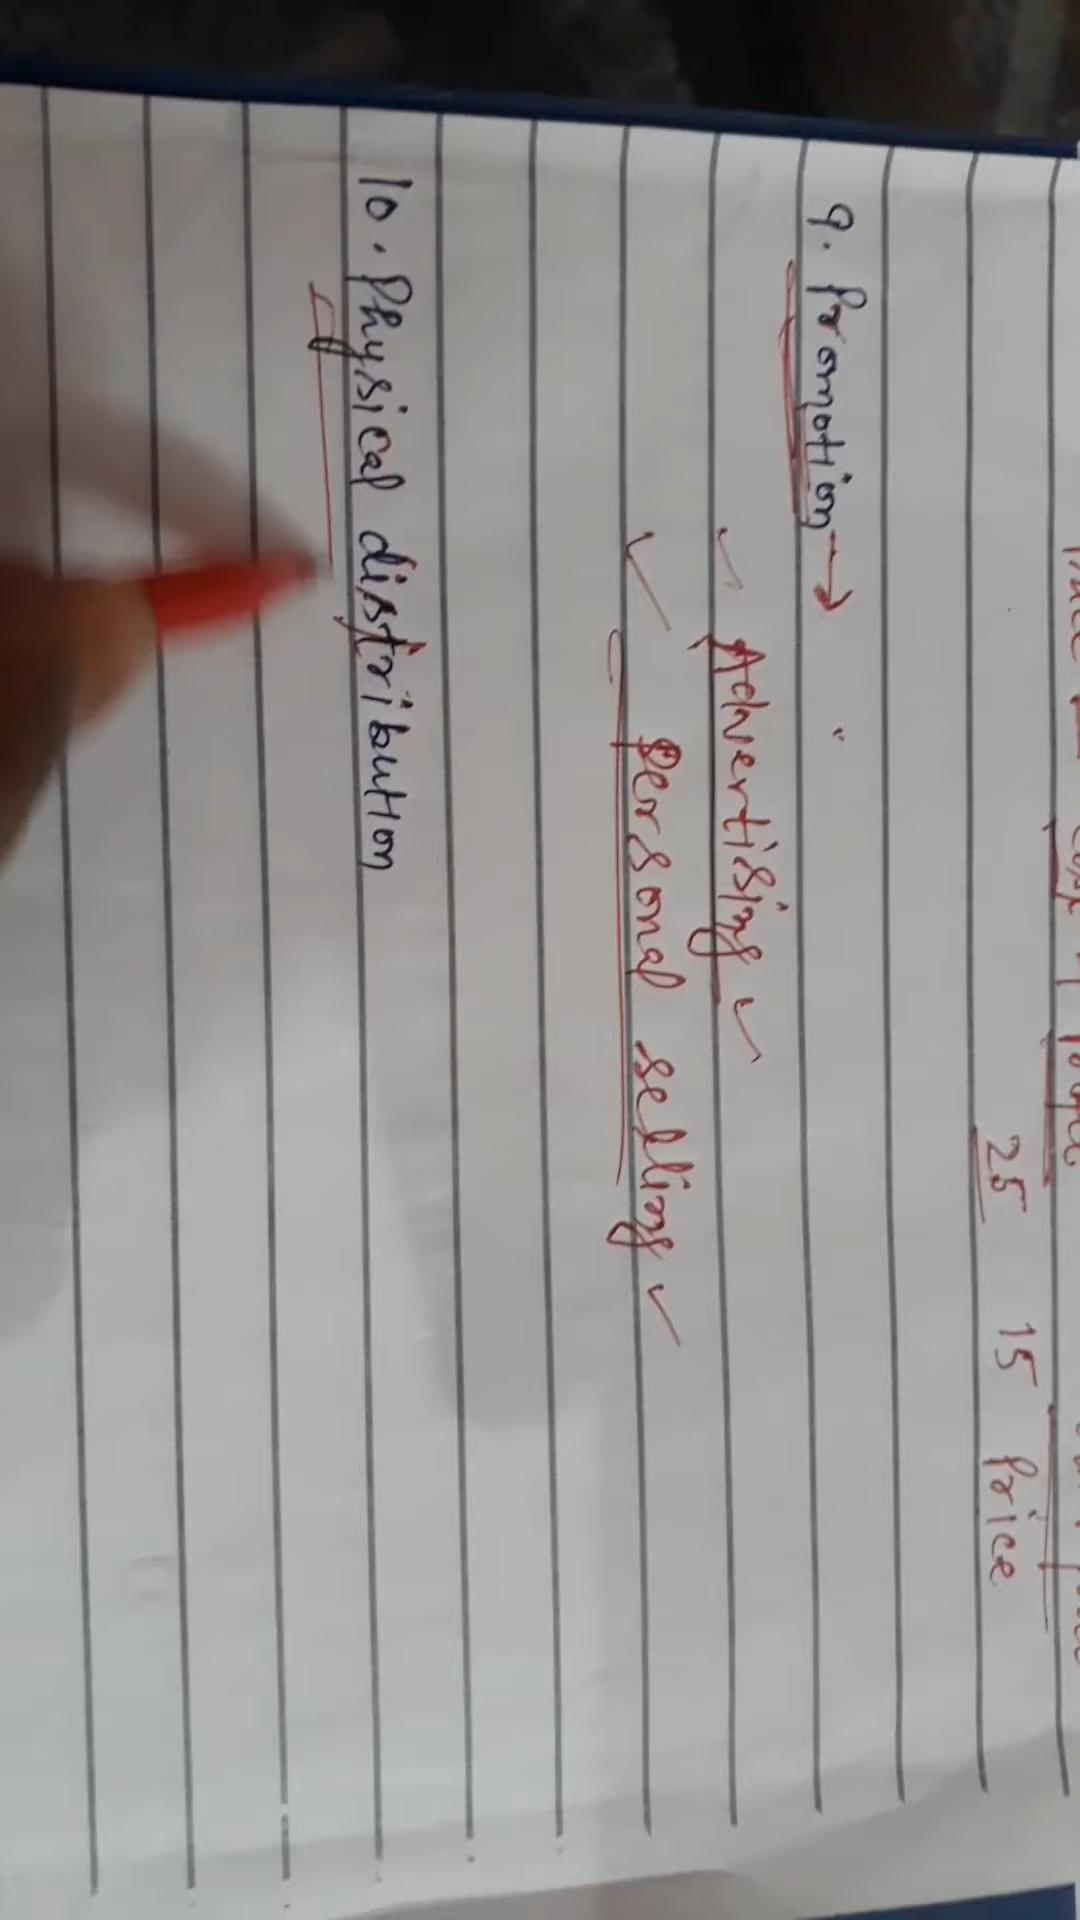 25 15 Price
9. Promotion →
✓ Advertising ✓
✓ Personal selling ✓
10. Physical distribution